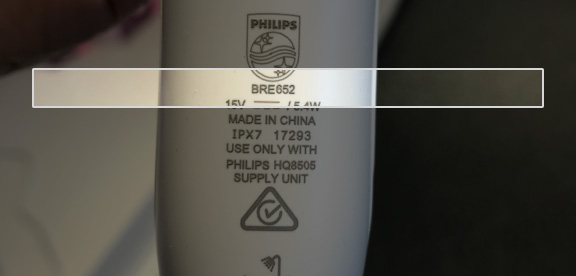 PHILIPS
BRE652
15V ⎓ / 5.4W
MADE IN CHINA
IPX7 17293
USE ONLY WITH
PHILIPS HQ8505
SUPPLY UNIT